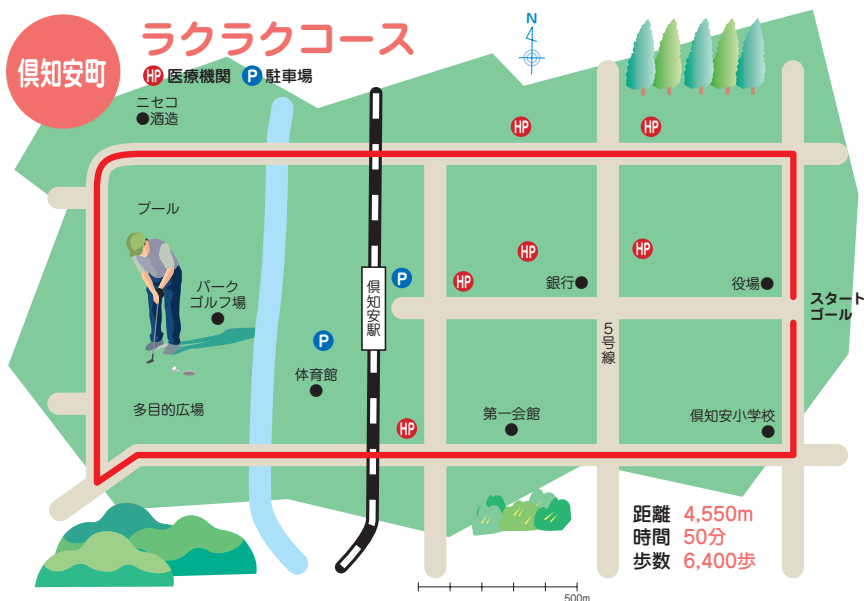 倶知安町
ラクラクコース
HP 医療機関 P 駐車場
N
4
ニセコ
酒造
HP
HP
プール
HP
HP
HP
P
パーク
ゴルフ場
倶知安駅
銀行
役場
スタート
ゴール
5号線
P
体育館
多目的広場
HP
第一会館
倶知安小学校
距離 4,550m
時間 50分
歩数 6,400歩
500m